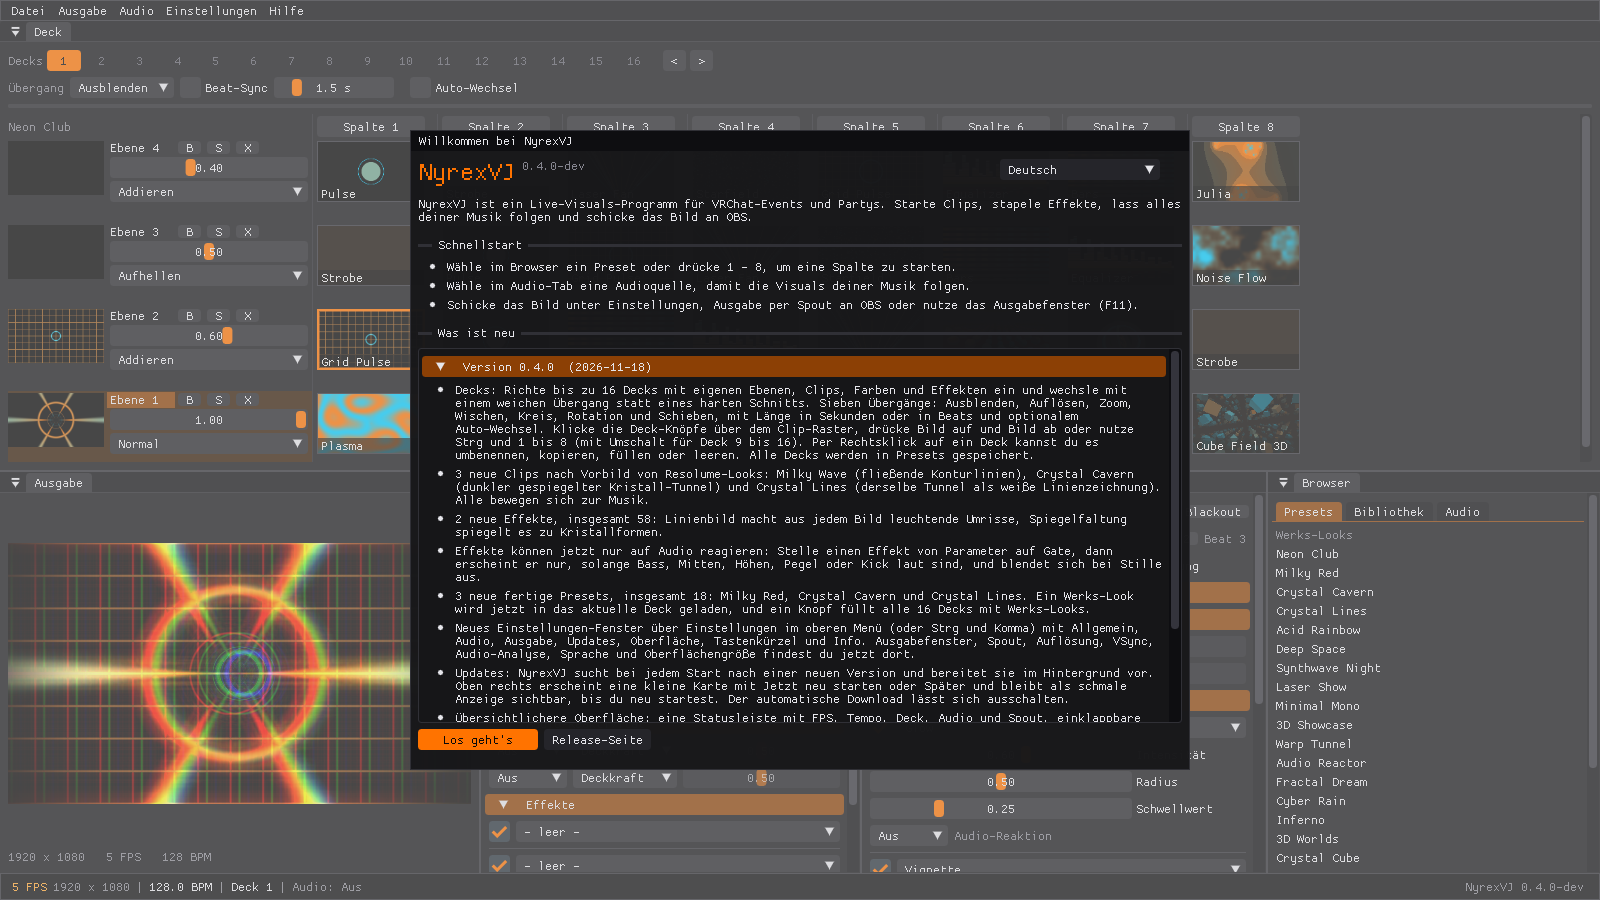 Datei Ausgabe Audio Einstellungen Hilfe
Deck
Decks 1 2 3 4 5 6 7 8 9 10 11 12 13 14 15 16 < >
Übergang Ausblenden Beat-Sync 1.5 s Auto-Wechsel
Neon Club
Spalte 1 Spalte 2 Spalte 3 Spalte 4 Spalte 5 Spalte 6 Spalte 7 Spalte 8
Ebene 4 B S X
0.40
Addieren
Pulse
Julia
Ebene 3 B S X
0.50
Aufhellen
Strobe
Noise Flow
Ebene 2 B S X
0.60
Addieren
Grid Pulse
Strobe
Ebene 1 B S X
1.00
Normal
Plasma
Cube Field 3D
Willkommen bei NyrexVJ
NyrexVJ 0.4.0-dev
Deutsch
NyrexVJ ist ein Live-Visuals-Programm für VRChat-Events und Partys. Starte Clips, stapele Effekte, lass alles
deiner Musik folgen und schicke das Bild an OBS.
Schnellstart
Wähle im Browser ein Preset oder drücke 1 - 8, um eine Spalte zu starten.
Wähle im Audio-Tab eine Audioquelle, damit die Visuals deiner Musik folgen.
Schicke das Bild unter Einstellungen, Ausgabe per Spout an OBS oder nutze das Ausgabefenster (F11).
Was ist neu
Version 0.4.0 (2026-11-18)
Decks: Richte bis zu 16 Decks mit eigenen Ebenen, Clips, Farben und Effekten ein und wechsle mit
einem weichen Übergang statt eines harten Schnitts. Sieben Übergänge: Ausblenden, Auflösen, Zoom,
Wischen, Kreis, Rotation und Schieben, mit Länge in Sekunden oder in Beats und optionalem
Auto-Wechsel. Klicke die Deck-Knöpfe über dem Clip-Raster, drücke Bild auf und Bild ab oder nutze
Strg und 1 bis 8 (mit Umschalt für Deck 9 bis 16). Per Rechtsklick auf ein Deck kannst du es
umbenennen, kopieren, füllen oder leeren. Alle Decks werden in Presets gespeichert.
3 neue Clips nach Vorbild von Resolume-Looks: Milky Wave (fließende Konturlinien), Crystal Cavern
(dunkler gespiegelter Kristall-Tunnel) und Crystal Lines (derselbe Tunnel als weiße Linienzeichnung).
Alle bewegen sich zur Musik.
2 neue Effekte, insgesamt 58: Linienbild macht aus jedem Bild leuchtende Umrisse, Spiegelfaltung
spiegelt es zu Kristallformen.
Effekte können jetzt nur auf Audio reagieren: Stelle einen Effekt von Parameter auf Gate, dann
erscheint er nur, solange Bass, Mitten, Höhen, Pegel oder Kick laut sind, und blendet sich bei Stille
aus.
3 neue fertige Presets, insgesamt 18: Milky Red, Crystal Cavern und Crystal Lines. Ein Werks-Look
wird jetzt in das aktuelle Deck geladen, und ein Knopf füllt alle 16 Decks mit Werks-Looks.
Neues Einstellungen-Fenster über Einstellungen im oberen Menü (oder Strg und Komma) mit Allgemein,
Audio, Ausgabe, Updates, Oberfläche, Tastenkürzel und Info. Ausgabefenster, Spout, Auflösung, VSync,
Audio-Analyse, Sprache und Oberflächengröße findest du jetzt dort.
Updates: NyrexVJ sucht bei jedem Start nach einer neuen Version und bereitet sie im Hintergrund vor.
Oben rechts erscheint eine kleine Karte mit Jetzt neu starten oder Später und bleibt als schmale
Anzeige sichtbar, bis du neu startest. Der automatische Download lässt sich ausschalten.
Übersichtlichere Oberfläche: eine Statusleiste mit FPS, Tempo, Deck, Audio und Spout, einklappbare
Los geht's Release-Seite
Ausgabe
1920 x 1080 5 FPS 128 BPM
Aus Deckkraft 0.50
Effekte
- leer -
- leer -
Blackout
Beat 3
0.50 Radius
0.25 Schwellwert
Aus Audio-Reaktion
Vignette
Browser
Presets Bibliothek Audio
Werks-Looks
Neon Club
Milky Red
Crystal Cavern
Crystal Lines
Acid Rainbow
Deep Space
Synthwave Night
Laser Show
Minimal Mono
3D Showcase
Warp Tunnel
Audio Reactor
Fractal Dream
Cyber Rain
Inferno
3D Worlds
Crystal Cube
5 FPS 1920 x 1080 | 128.0 BPM | Deck 1 | Audio: Aus
NyrexVJ 0.4.0-dev